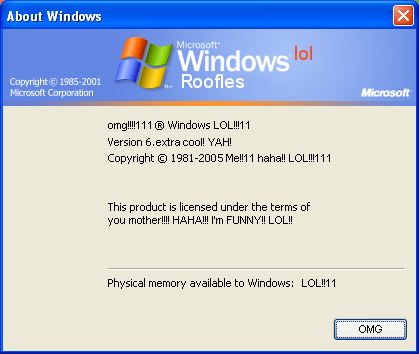 About Windows
Microsoft®
Windows lol
Roofles
Copyright © 1985-2001
Microsoft Corporation
Microsoft
omg!!!!111 ® Windows LOL!!!11
Version 6.extra cool! YAH!
Copyright © 1981-2005 Me!!11 haha!! LOL!!!111
This product is licensed under the terms of
you mother!!!! HAHA!!! I'm FUNNY!! LOL!!
Physical memory available to Windows: LOL!!11
OMG